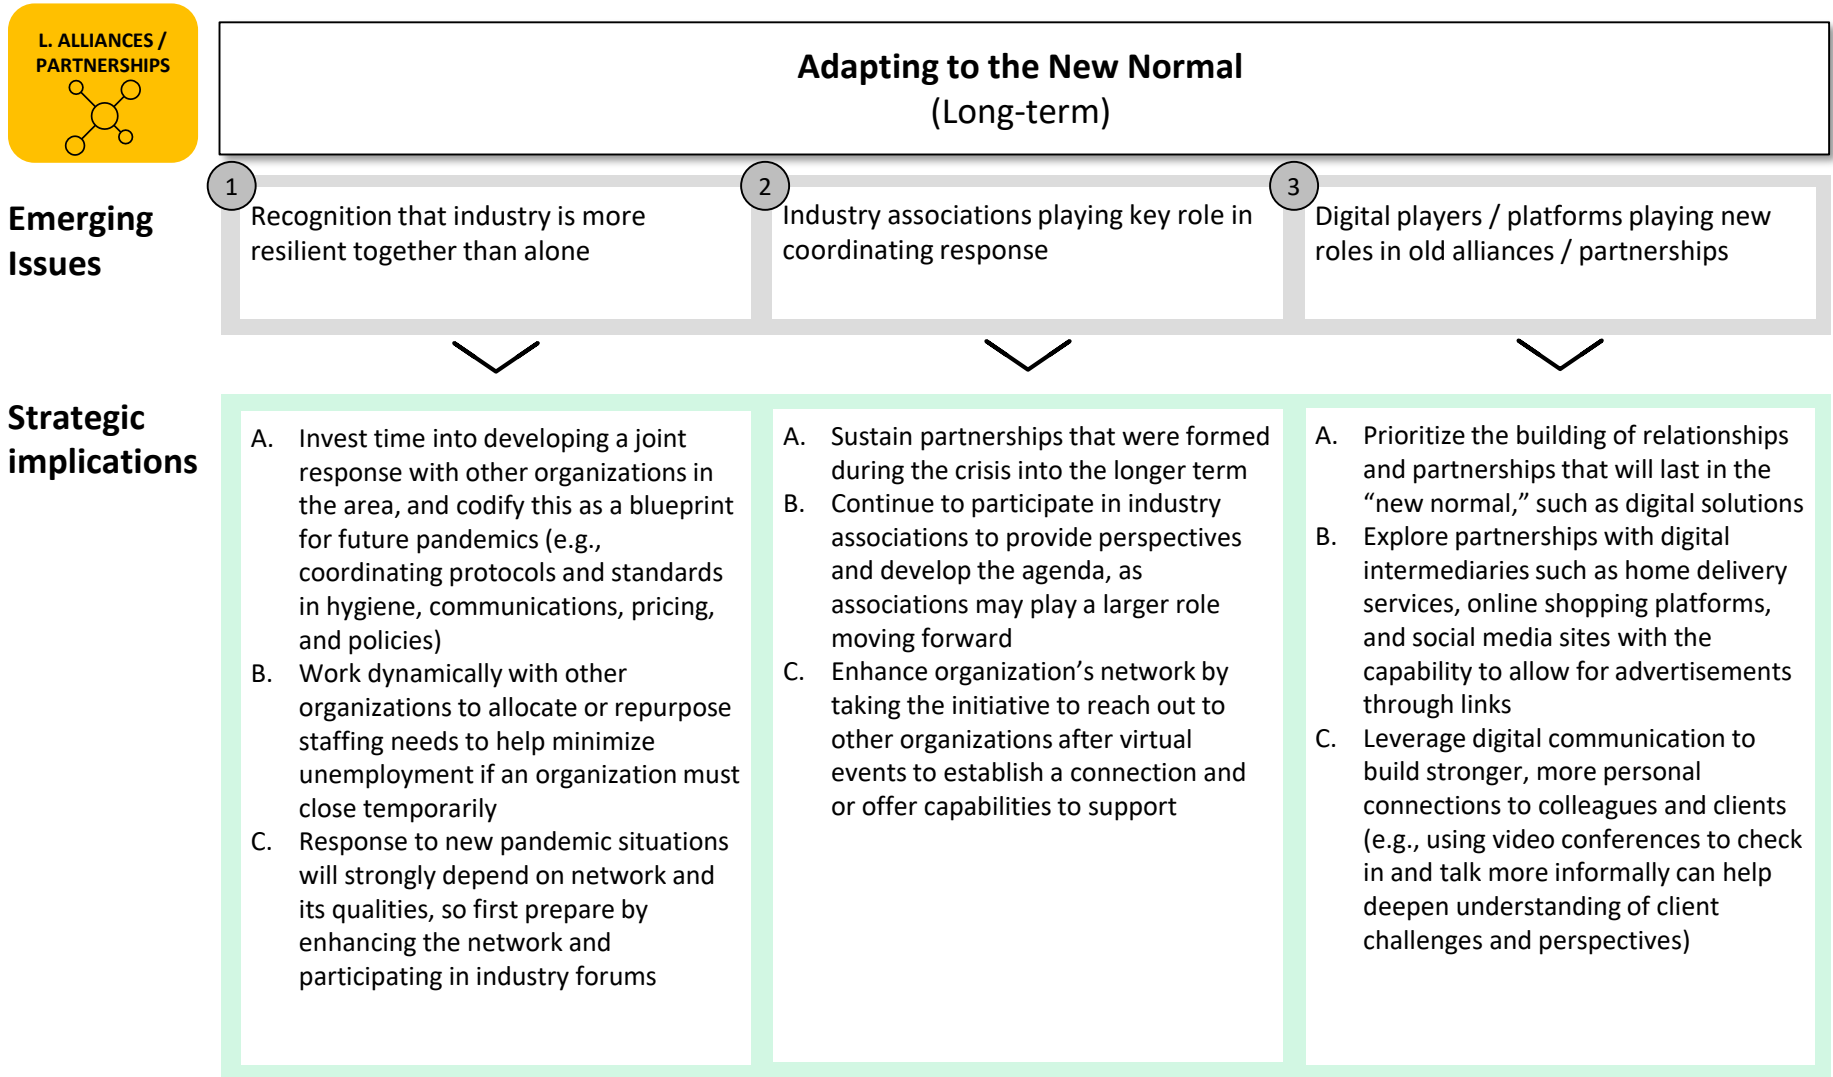 L. ALLIANCES /
PARTNERSHIPS
Adapting to the New Normal
(Long-term)
Emerging
Issues
1
Recognition that industry is more
resilient together than alone
2
Industry associations playing key role in
coordinating response
3
Digital players / platforms playing new
roles in old alliances / partnerships
Strategic
implications
A. Invest time into developing a joint
response with other organizations in
the area, and codify this as a blueprint
for future pandemics (e.g.,
coordinating protocols and standards
in hygiene, communications, pricing,
and policies)
B. Work dynamically with other
organizations to allocate or repurpose
staffing needs to help minimize
unemployment if an organization must
close temporarily
C. Response to new pandemic situations
will strongly depend on network and
its qualities, so first prepare by
enhancing the network and
participating in industry forums
A. Sustain partnerships that were formed
during the crisis into the longer term
B. Continue to participate in industry
associations to provide perspectives
and develop the agenda, as
associations may play a larger role
moving forward
C. Enhance organization’s network by
taking the initiative to reach out to
other organizations after virtual
events to establish a connection and
or offer capabilities to support
A. Prioritize the building of relationships
and partnerships that will last in the
“new normal,” such as digital solutions
B. Explore partnerships with digital
intermediaries such as home delivery
services, online shopping platforms,
and social media sites with the
capability to allow for advertisements
through links
C. Leverage digital communication to
build stronger, more personal
connections to colleagues and clients
(e.g., using video conferences to check
in and talk more informally can help
deepen understanding of client
challenges and perspectives)